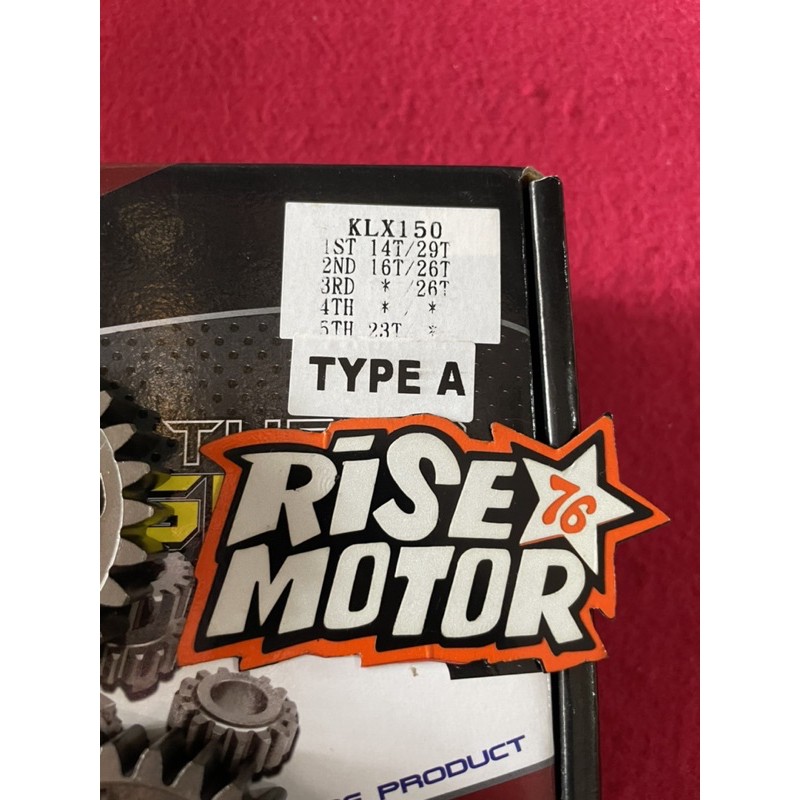 KLX150
1ST 14T/29T
2ND 16T/26T
3RD * /26T
4TH * / *
5TH 23T/ *
TYPE A
RISE
76
MOTOR
PRODUCT